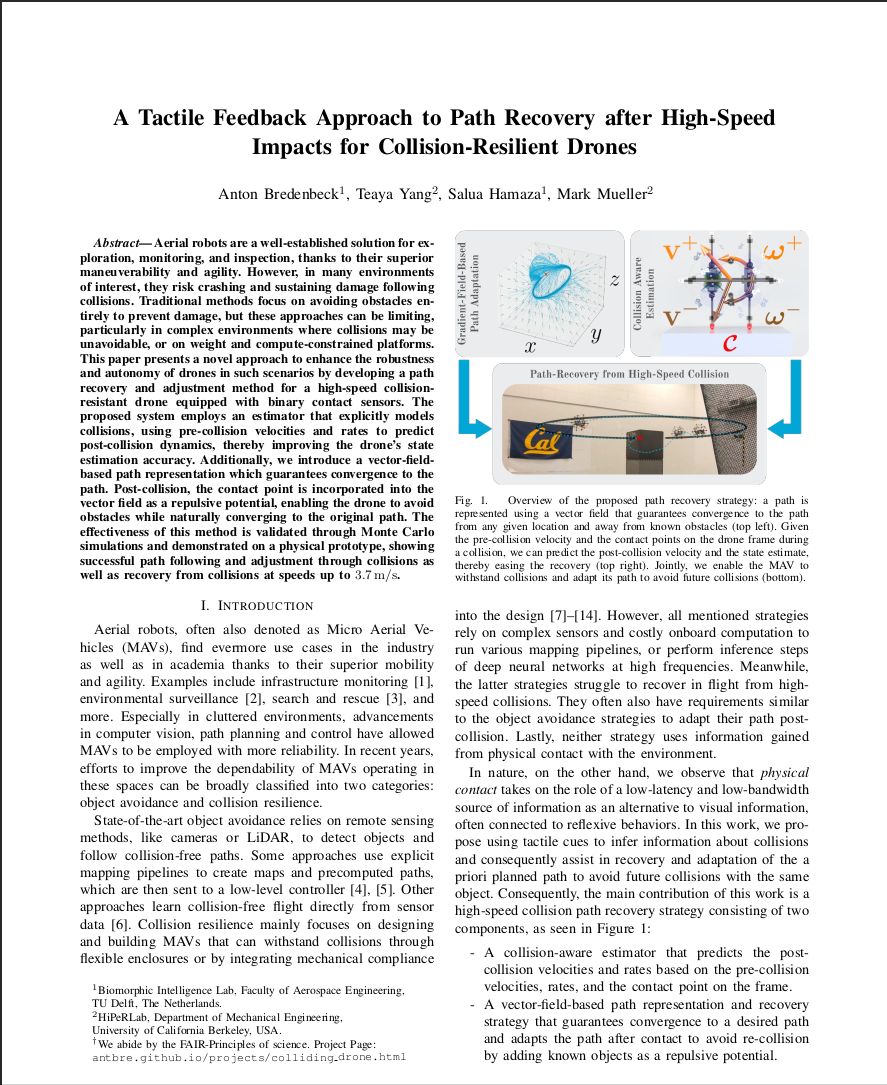 A Tactile Feedback Approach to Path Recovery after High-Speed
Impacts for Collision-Resilient Drones
Anton Bredenbeck¹, Teaya Yang², Salua Hamaza¹, Mark Mueller²
Abstract— Aerial robots are a well-established solution for ex-
ploration, monitoring, and inspection, thanks to their superior
maneuverability and agility. However, in many environments
of interest, they risk crashing and sustaining damage following
collisions. Traditional methods focus on avoiding obstacles en-
tirely to prevent damage, but these approaches can be limiting,
particularly in complex environments where collisions may be
unavoidable, or on weight and compute-constrained platforms.
This paper presents a novel approach to enhance the robustness
and autonomy of drones in such scenarios by developing a path
recovery and adjustment method for a high-speed collision-
resistant drone equipped with binary contact sensors. The
proposed system employs an estimator that explicitly models
collisions, using pre-collision velocities and rates to predict
post-collision dynamics, thereby improving the drone's state
estimation accuracy. Additionally, we introduce a vector-field-
based path representation which guarantees convergence to the
path. Post-collision, the contact point is incorporated into the
vector field as a repulsive potential, enabling the drone to avoid
obstacles while naturally converging to the original path. The
effectiveness of this method is validated through Monte Carlo
simulations and demonstrated on a physical prototype, showing
successful path following and adjustment through collisions as
well as recovery from collisions at speeds up to 3.7 m/s.
I. INTRODUCTION
Aerial robots, often also denoted as Micro Aerial Ve-
hicles (MAVs), find evermore use cases in the industry
as well as in academia thanks to their superior mobility
and agility. Examples include infrastructure monitoring [1],
environmental surveillance [2], search and rescue [3], and
more. Especially in cluttered environments, advancements
in computer vision, path planning and control have allowed
MAVs to be employed with more reliability. In recent years,
efforts to improve the dependability of MAVs operating in
these spaces can be broadly classified into two categories:
object avoidance and collision resilience.
State-of-the-art object avoidance relies on remote sensing
methods, like cameras or LiDAR, to detect objects and
follow collision-free paths. Some approaches use explicit
mapping pipelines to create maps and precomputed paths,
which are then sent to a low-level controller [4], [5]. Other
approaches learn collision-free flight directly from sensor
data [6]. Collision resilience mainly focuses on designing
and building MAVs that can withstand collisions through
flexible enclosures or by integrating mechanical compliance
¹Biomorphic Intelligence Lab, Faculty of Aerospace Engineering,
TU Delft, The Netherlands.
²HiPeRLab, Department of Mechanical Engineering,
University of California Berkeley, USA.
†We abide by the FAIR-Principles of science. Project Page:
antbre.github.io/projects/colliding_drone.html
Gradient-Field-Based
Path Adaptation
x
y
z
Collision Aware
Estimation
v⁺
ω⁺
v⁻
ω⁻
C
Path-Recovery from High-Speed Collision
Cal
Fig. 1. Overview of the proposed path recovery strategy: a path is
represented using a vector field that guarantees convergence to the path
from any given location and away from known obstacles (top left). Given
the pre-collision velocity and the contact points on the drone frame during
a collision, we can predict the post-collision velocity and the state estimate,
thereby easing the recovery (top right). Jointly, we enable the MAV to
withstand collisions and adapt its path to avoid future collisions (bottom).
into the design [7]–[14]. However, all mentioned strategies
rely on complex sensors and costly onboard computation to
run various mapping pipelines, or perform inference steps
of deep neural networks at high frequencies. Meanwhile,
the latter strategies struggle to recover in flight from high-
speed collisions. They often also have requirements similar
to the object avoidance strategies to adapt their path post-
collision. Lastly, neither strategy uses information gained
from physical contact with the environment.
In nature, on the other hand, we observe that physical
contact takes on the role of a low-latency and low-bandwidth
source of information as an alternative to visual information,
often connected to reflexive behaviors. In this work, we pro-
pose using tactile cues to infer information about collisions
and consequently assist in recovery and adaptation of the a
priori planned path to avoid future collisions with the same
object. Consequently, the main contribution of this work is a
high-speed collision path recovery strategy consisting of two
components, as seen in Figure 1:
- A collision-aware estimator that predicts the post-
collision velocities and rates based on the pre-collision
velocities, rates, and the contact point on the frame.
- A vector-field-based path representation and recovery
strategy that guarantees convergence to a desired path
and adapts the path after contact to avoid re-collision
by adding known objects as a repulsive potential.